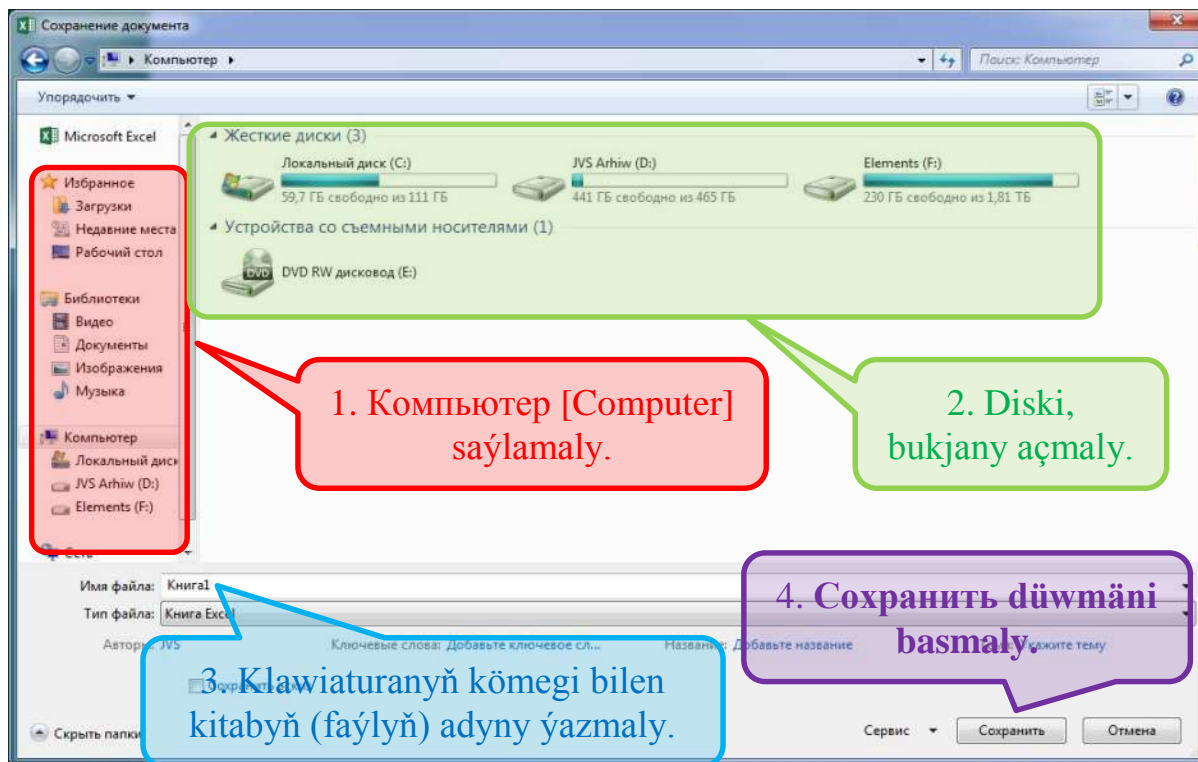 Сохранение документа
Компьютер
Поиск: Компьютер
Упорядочить
Microsoft Excel
Избранное
Загрузки
Недавние места
Рабочий стол
Библиотеки
Видео
Документы
Изображения
Музыка
Компьютер
Локальный диск
JVS Arhiw (D:)
Elements (F:)
Жесткие диски (3)
Локальный диск (C:)
59,7 ГБ свободно из 111 ГБ
JVS Arhiw (D:)
441 ГБ свободно из 465 ГБ
Elements (F:)
230 ГБ свободно из 1,81 ТБ
Устройства со съемными носителями (1)
DVD RW дисковод (E:)
1. Компьютер [Computer]
saýlamaly.
2. Diski,
bukjany açmaly.
Имя файла: Книга1
Тип файла: Книга Excel
Авторы: JVS
Ключевые слова: Добавьте ключевое сл...
Название: Добавьте название
тему
3. Klawiaturanyň kömegi bilen
kitabyň (faýlyň) adyny ýazmaly.
4. Сохранить düwmäni
basmaly.
Скрыть папки
Сервис
Сохранить
Отмена